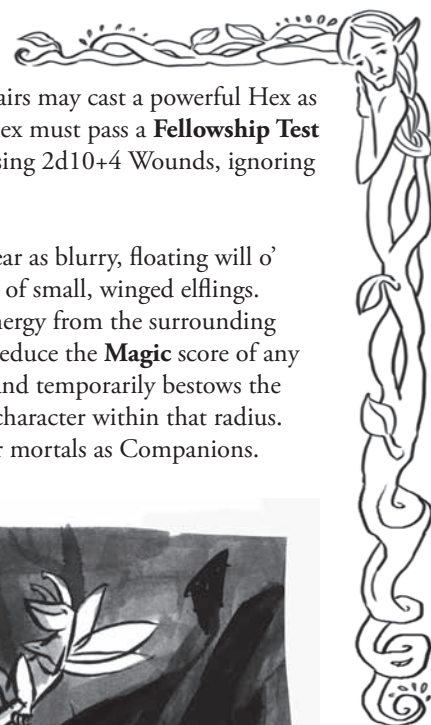 airs may cast a powerful Hex as
ex must pass a Fellowship Test
sing 2d10+4 Wounds, ignoring
ear as blurry, floating will o’
of small, winged elflings.
nergy from the surrounding
educe the Magic score of any
and temporarily bestows the
character within that radius.
r mortals as Companions.